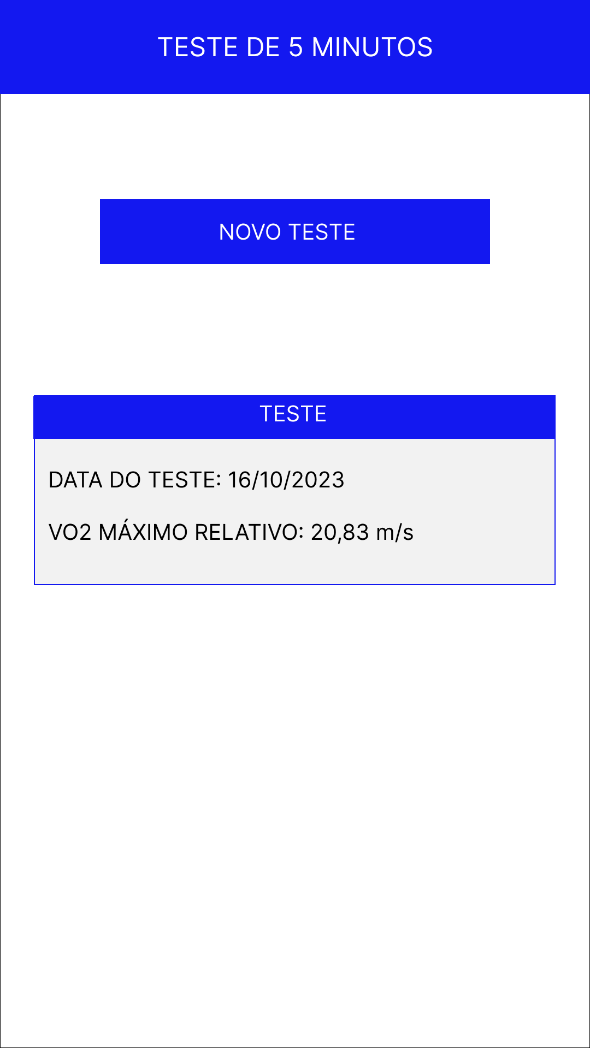 TESTE DE 5 MINUTOS
NOVO TESTE
TESTE
DATA DO TESTE: 16/10/2023
VO2 MÁXIMO RELATIVO: 20,83 m/s